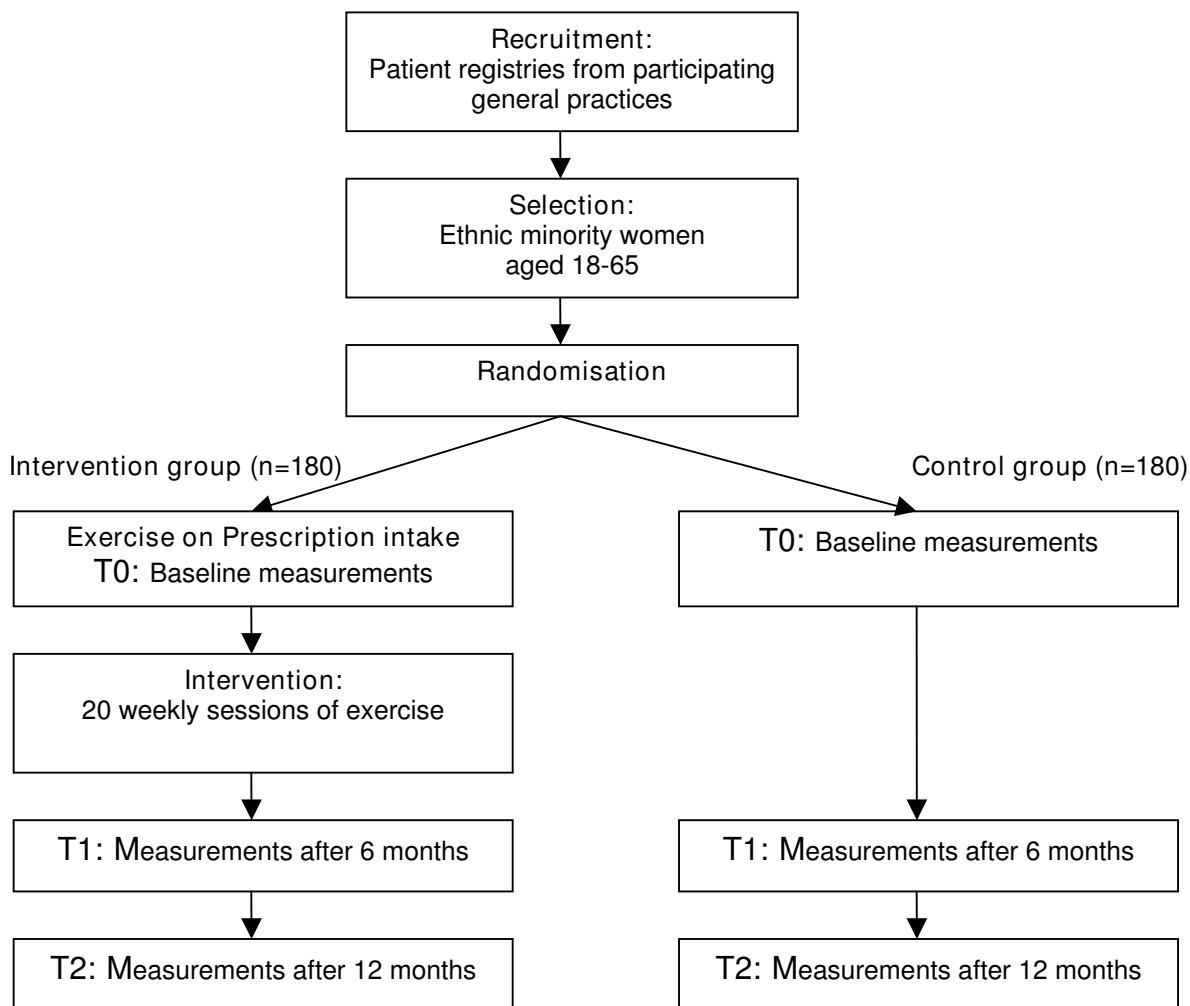 Recruitment:
Patient registries from participating
general practices
Selection:
Ethnic minority women
aged 18-65
Randomisation
Intervention group (n=180)
Control group (n=180)
Exercise on Prescription intake
T0: Baseline measurements
T0: Baseline measurements
Intervention:
20 weekly sessions of exercise
T1: Measurements after 6 months
T1: Measurements after 6 months
T2: Measurements after 12 months
T2: Measurements after 12 months